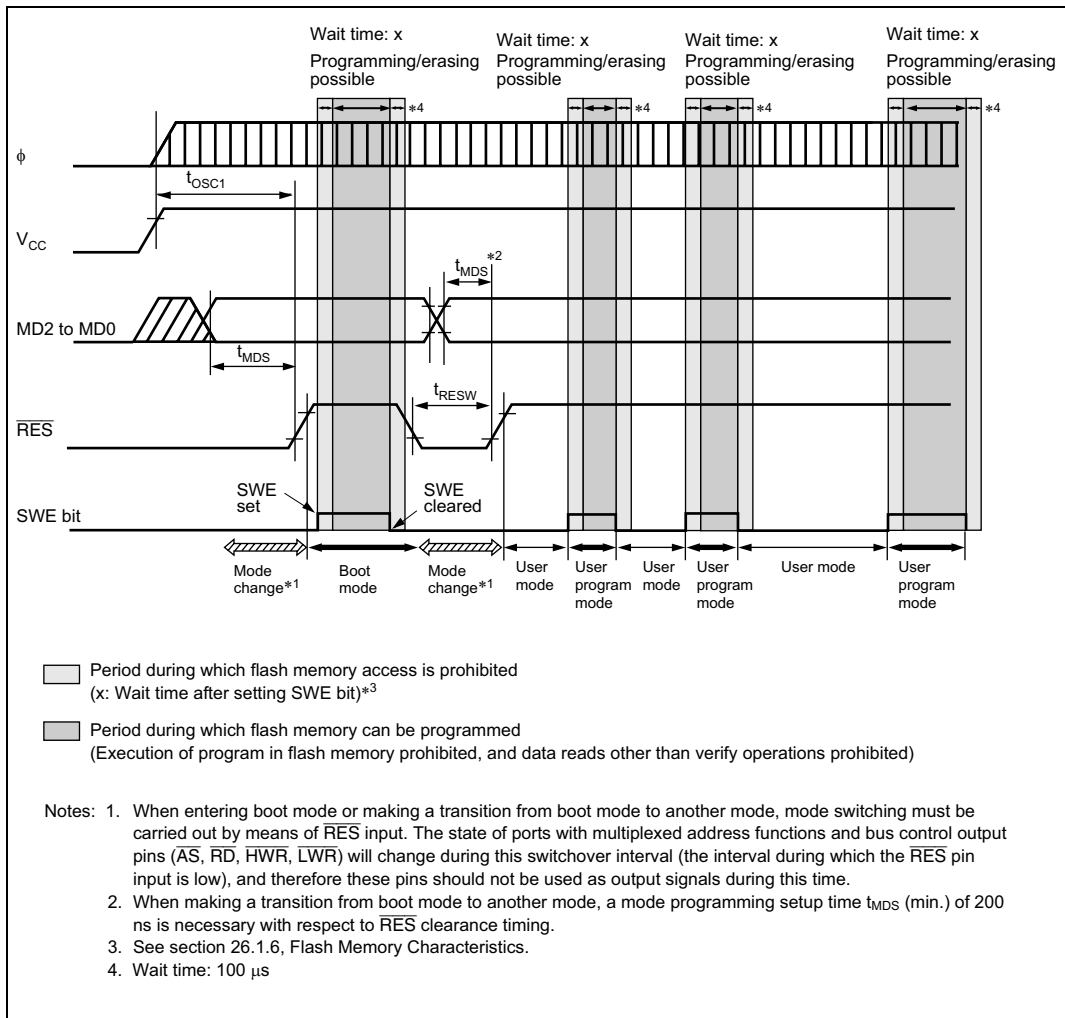 Wait time: x
Programming/erasing
possible
Wait time: x
Programming/erasing
possible
Wait time: x
Programming/erasing
possible
Wait time: x
Programming/erasing
possible
*4
*4
*4
*4
φ
tOSC1
VCC
tMDS*2
MD2 to MD0
tMDS
tRESW
RES
SWE
set
SWE
cleared
SWE bit
Mode
change*1
Boot
mode
Mode
change*1
User
mode
User
program
mode
User
mode
User
program
mode
User mode
User
program
mode
Period during which flash memory access is prohibited
(x: Wait time after setting SWE bit)*3
Period during which flash memory can be programmed
(Execution of program in flash memory prohibited, and data reads other than verify operations prohibited)
Notes: 1. When entering boot mode or making a transition from boot mode to another mode, mode switching must be
carried out by means of RES input. The state of ports with multiplexed address functions and bus control output
pins (AS, RD, HWR, LWR) will change during this switchover interval (the interval during which the RES pin
input is low), and therefore these pins should not be used as output signals during this time.
2. When making a transition from boot mode to another mode, a mode programming setup time tMDS (min.) of 200
ns is necessary with respect to RES clearance timing.
3. See section 26.1.6, Flash Memory Characteristics.
4. Wait time: 100 μs